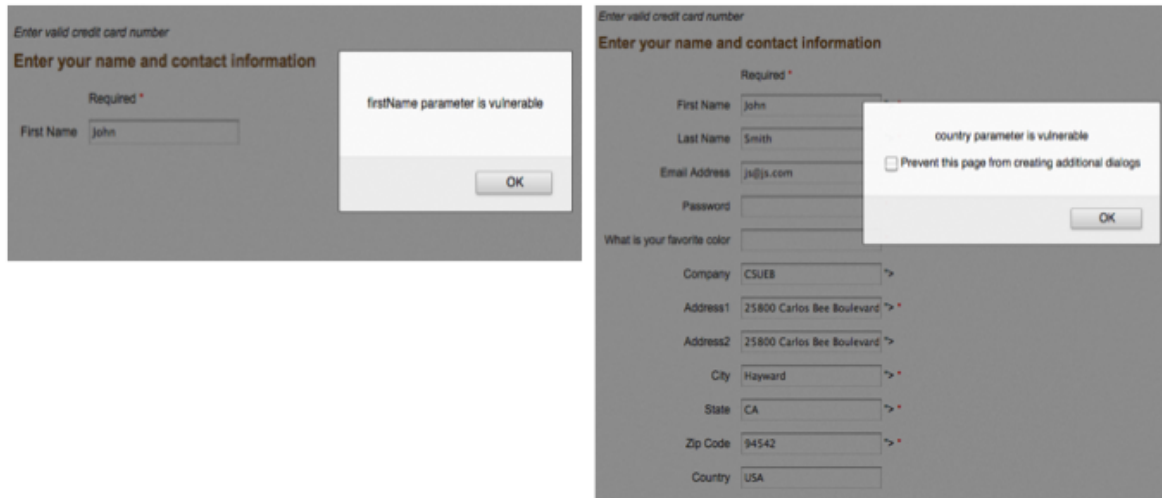 Enter valid credit card number
Enter your name and contact information
Required *
First Name John
firstName parameter is vulnerable
OK
Enter valid credit card number
Enter your name and contact information
Required *
First Name John "> *
Last Name Smith
Email Address js@js.com
Password
What is your favorite color
country parameter is vulnerable
Prevent this page from creating additional dialogs
OK
Company CSUEB ">
Address1 25800 Carlos Bee Boulevard "> *
Address2 25800 Carlos Bee Boulevard ">
City Hayward "> *
State CA "> *
Zip Code 94542 "> *
Country USA